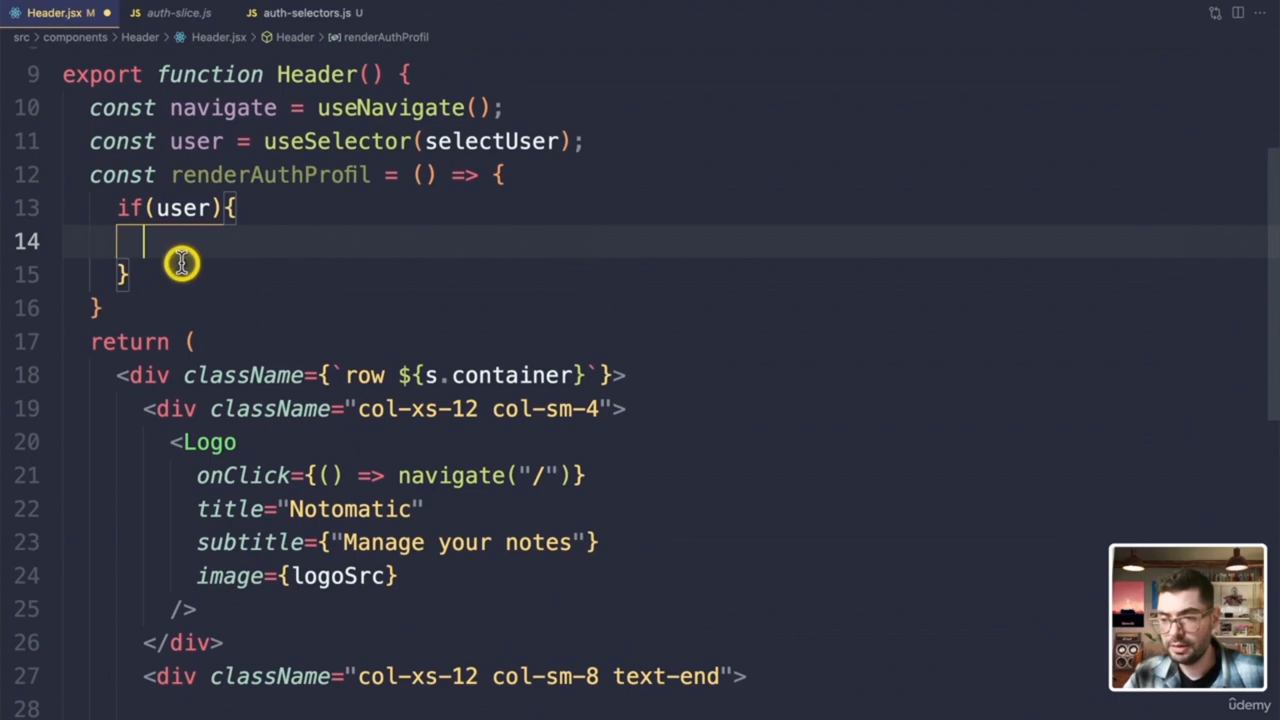 Header.jsx M
JS auth-slice.js
JS auth-selectors.js U
src > components > Header > Header.jsx > Header > renderAuthProfil
9 export function Header() {
10 const navigate = useNavigate();
11 const user = useSelector(selectUser);
12 const renderAuthProfil = () => {
13 if(user){
14
15 }
16 }
17 return (
18 <div className={`row ${s.container}`}>
19 <div className="col-xs-12 col-sm-4">
20 <Logo
21 onClick={() => navigate("/")}
22 title="Notomatic"
23 subtitle={"Manage your notes"}
24 image={logoSrc}
25 />
26 </div>
27 <div className="col-xs-12 col-sm-8 text-end">
28
ûdemy